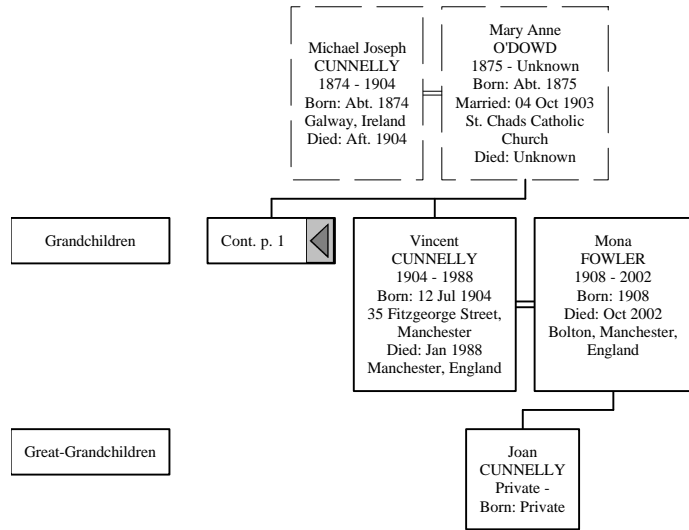 Michael Joseph
CUNNELLY
1874 - 1904
Born: Abt. 1874
Galway, Ireland
Died: Aft. 1904
Mary Anne
O'DOWD
1875 - Unknown
Born: Abt. 1875
Married: 04 Oct 1903
St. Chads Catholic
Church
Died: Unknown
Grandchildren
Cont. p. 1
Vincent
CUNNELLY
1904 - 1988
Born: 12 Jul 1904
35 Fitzgeorge Street,
Manchester
Died: Jan 1988
Manchester, England
Mona
FOWLER
1908 - 2002
Born: 1908
Died: Oct 2002
Bolton, Manchester,
England
Great-Grandchildren
Joan
CUNNELLY
Private -
Born: Private